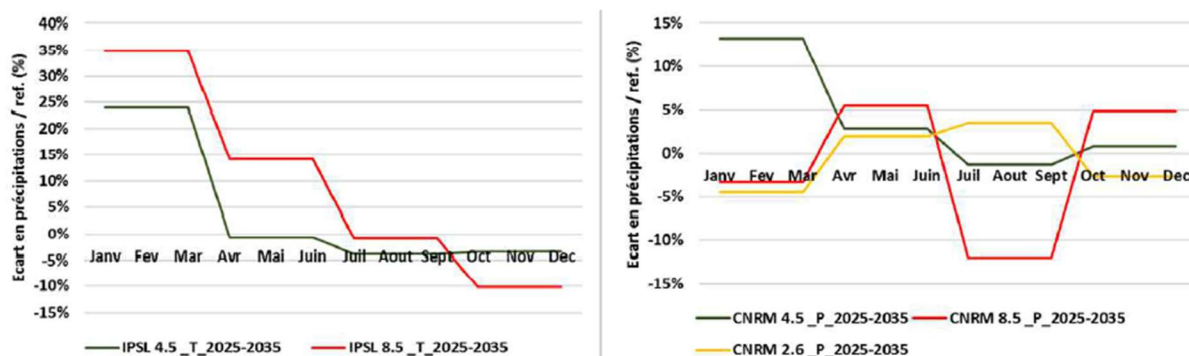 Ecart en précipitations / ref. (%)
40%
35%
30%
25%
20%
15%
10%
5%
0%
-5%
-10%
-15%
Janv Fev Mar Avr Mai Juin Juil Aout Sept Oct Nov Dec
IPSL 4.5 _T_2025-2035 IPSL 8.5 _T_2025-2035
Ecart en précipitations / ref. (%)
15%
10%
5%
0%
-5%
-10%
-15%
Janv Fev Mar Avr Mai Juin Juil Aout Sept Oct Nov Dec
CNRM 4.5 _P_2025-2035 CNRM 8.5 _P_2025-2035
CNRM 2.6 _P_2025-2035